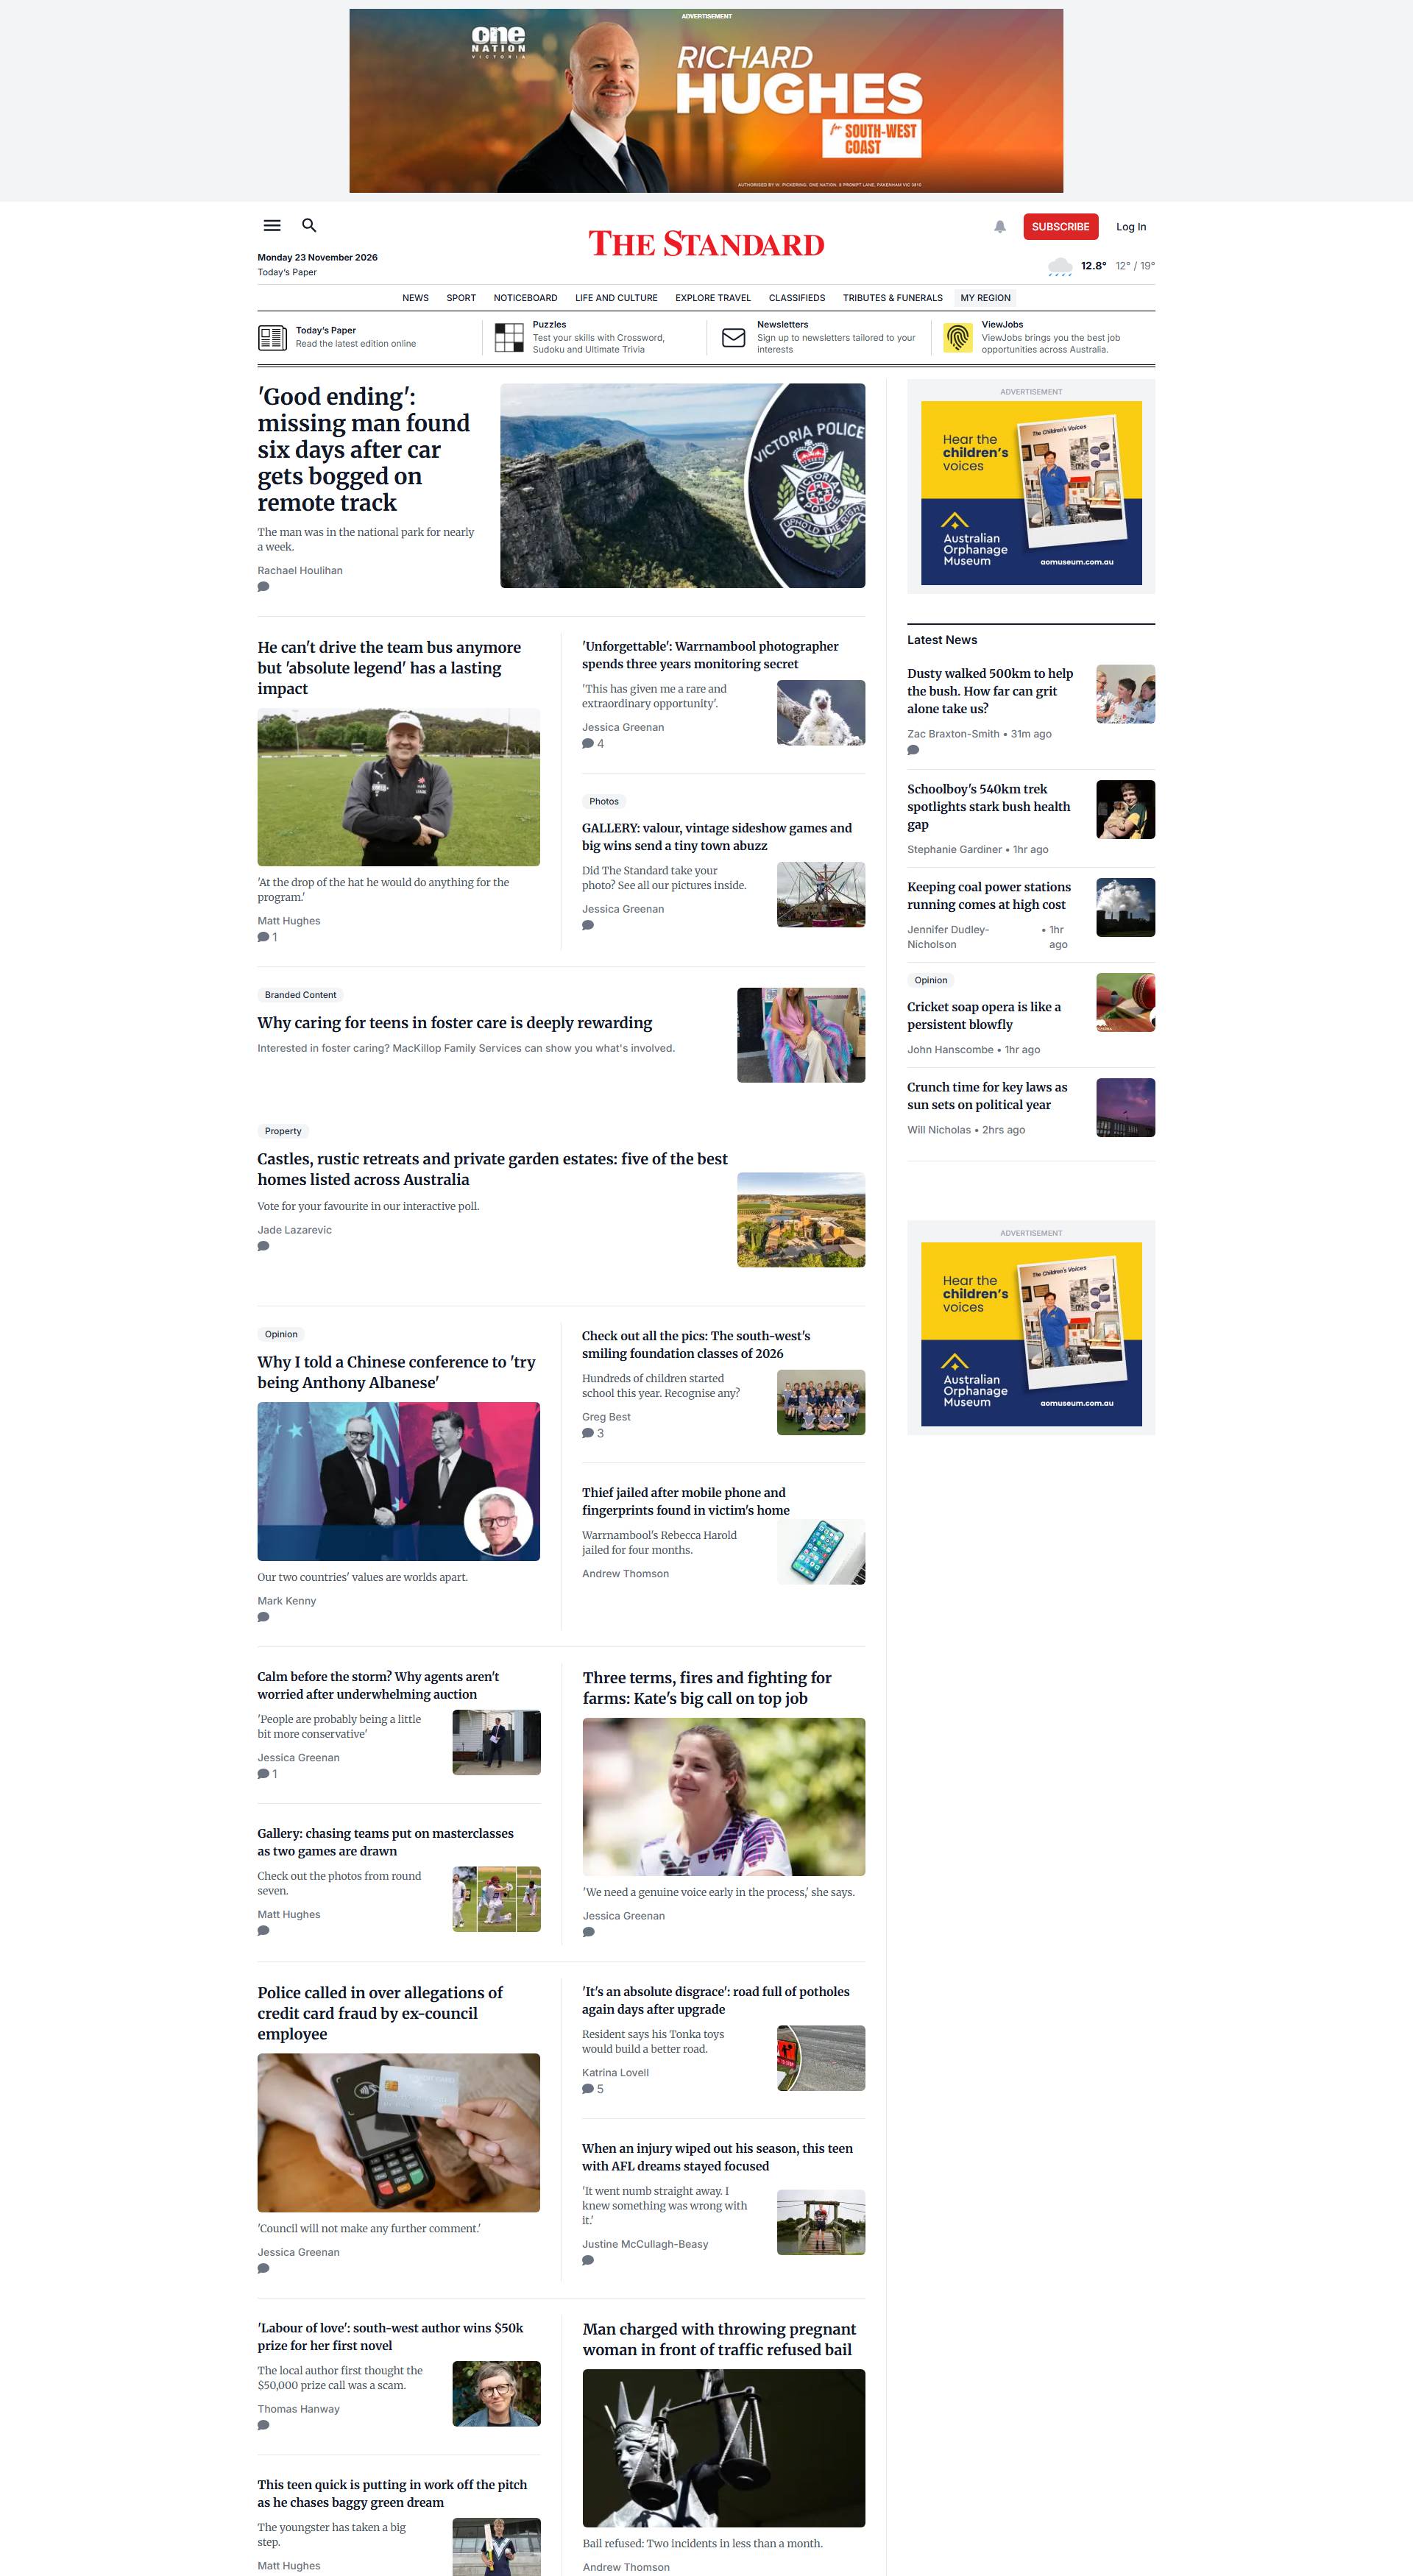 ADVERTISEMENT
one
NATION
VICTORIA
RICHARD
HUGHES
for SOUTH-WEST
COAST
AUTHORISED BY W. PICKERING, ONE NATION, 6 PROMPT LANE, PAKENHAM VIC 3810
SUBSCRIBE
Log In
THE STANDARD
Monday 23 November 2026
Today's Paper
12.8° 12° / 19°
NEWS SPORT NOTICEBOARD LIFE AND CULTURE EXPLORE TRAVEL CLASSIFIEDS TRIBUTES & FUNERALS MY REGION
Today's Paper
Read the latest edition online
Puzzles
Test your skills with Crossword,
Sudoku and Ultimate Trivia
Newsletters
Sign up to newsletters tailored to your
interests
ViewJobs
ViewJobs brings you the best job
opportunities across Australia.
'Good ending':
missing man found
six days after car
gets bogged on
remote track
The man was in the national park for nearly
a week.
Rachael Houlihan
VICTORIA POLICE
VICTORIA
POLICE
UPHOLD THE RIGHT
He can't drive the team bus anymore
but 'absolute legend' has a lasting
impact
'At the drop of the hat he would do anything for the
program.'
Matt Hughes
1
'Unforgettable': Warrnambool photographer
spends three years monitoring secret
'This has given me a rare and
extraordinary opportunity'.
Jessica Greenan
4
Photos
GALLERY: valour, vintage sideshow games and
big wins send a tiny town abuzz
Did The Standard take your
photo? See all our pictures inside.
Jessica Greenan
Branded Content
Why caring for teens in foster care is deeply rewarding
Interested in foster caring? MacKillop Family Services can show you what's involved.
Property
Castles, rustic retreats and private garden estates: five of the best
homes listed across Australia
Vote for your favourite in our interactive poll.
Jade Lazarevic
Opinion
Why I told a Chinese conference to 'try
being Anthony Albanese'
Our two countries' values are worlds apart.
Mark Kenny
Check out all the pics: The south-west's
smiling foundation classes of 2026
Hundreds of children started
school this year. Recognise any?
Greg Best
3
Thief jailed after mobile phone and
fingerprints found in victim's home
Warrnambool's Rebecca Harold
jailed for four months.
Andrew Thomson
Calm before the storm? Why agents aren't
worried after underwhelming auction
'People are probably being a little
bit more conservative'
Jessica Greenan
1
Gallery: chasing teams put on masterclasses
as two games are drawn
Check out the photos from round
seven.
Matt Hughes
Three terms, fires and fighting for
farms: Kate's big call on top job
'We need a genuine voice early in the process,' she says.
Jessica Greenan
Police called in over allegations of
credit card fraud by ex-council
employee
'Council will not make any further comment.'
Jessica Greenan
'It's an absolute disgrace': road full of potholes
again days after upgrade
Resident says his Tonka toys
would build a better road.
Katrina Lovell
5
When an injury wiped out his season, this teen
with AFL dreams stayed focused
'It went numb straight away. I
knew something was wrong with
it.'
Justine McCullagh-Beasy
'Labour of love': south-west author wins $50k
prize for her first novel
The local author first thought the
$50,000 prize call was a scam.
Thomas Hanway
This teen quick is putting in work off the pitch
as he chases baggy green dream
The youngster has taken a big
step.
Matt Hughes
Man charged with throwing pregnant
woman in front of traffic refused bail
Bail refused: Two incidents in less than a month.
Andrew Thomson
ADVERTISEMENT
Hear the
children's
voices
The Children's Voices
Australian
Orphanage
Museum
aomuseum.com.au
Latest News
Dusty walked 500km to help
the bush. How far can grit
alone take us?
Zac Braxton-Smith • 31m ago
Schoolboy's 540km trek
spotlights stark bush health
gap
Stephanie Gardiner • 1hr ago
Keeping coal power stations
running comes at high cost
Jennifer Dudley-
Nicholson • 1hr
ago
Opinion
Cricket soap opera is like a
persistent blowfly
John Hanscombe • 1hr ago
Crunch time for key laws as
sun sets on political year
Will Nicholas • 2hrs ago
ADVERTISEMENT
Hear the
children's
voices
The Children's Voices
Australian
Orphanage
Museum
aomuseum.com.au